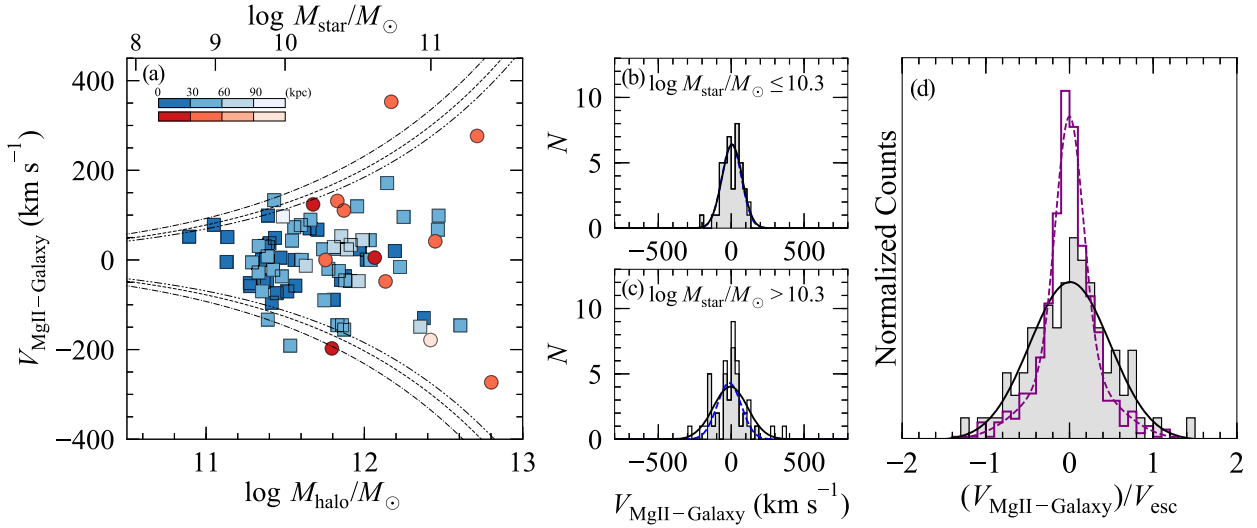 log M_star/M_⊙
8 9 10 11
(a)
0 30 60 90 (kpc)
400
200
0
−200
−400
V_MgII−Galaxy (km s⁻¹)
11 12 13
log M_halo/M_⊙
(b) log M_star/M_⊙ ≤ 10.3
10
5
0
N
−500 0 500
(c) log M_star/M_⊙ > 10.3
10
5
0
N
−500 0 500
V_MgII−Galaxy (km s⁻¹)
(d)
Normalized Counts
−2 −1 0 1 2
(V_MgII−Galaxy)/V_esc